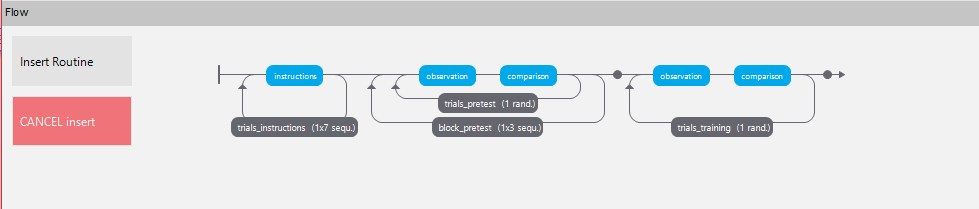 Flow
Insert Routine
CANCEL insert
instructions
observation
comparison
observation
comparison
trials_pretest (1 rand.)
trials_instructions (1x7 sequ.)
block_pretest (1x3 sequ.)
trials_training (1 rand.)